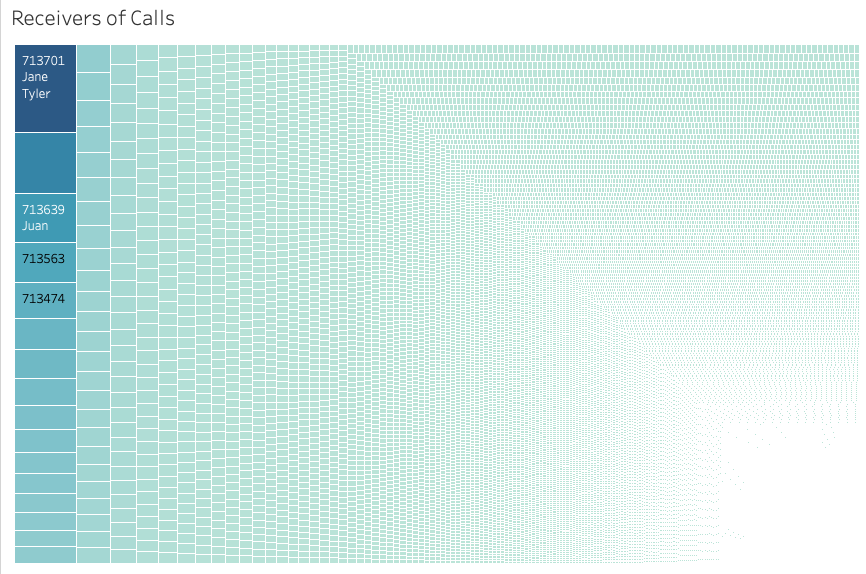 Receivers of Calls
713701
Jane
Tyler
713639
Juan
713563
713474